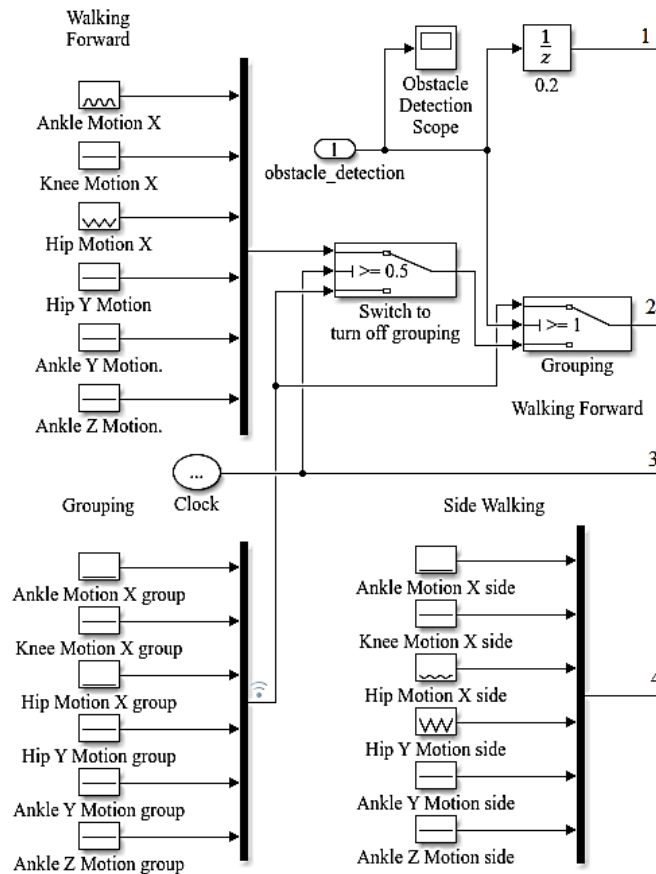 Walking
Forward
Ankle Motion X
Knee Motion X
Hip Motion X
Hip Y Motion
Ankle Y Motion.
Ankle Z Motion.
Obstacle
Detection
Scope
1
z
0.2
1
1
obstacle_detection
>= 0.5
Switch to
turn off grouping
>= 1
Grouping
2
Walking Forward
...
Clock
3
Grouping
Ankle Motion X group
Knee Motion X group
Hip Motion X group
Hip Y Motion group
Ankle Y Motion group
Ankle Z Motion group
Side Walking
Ankle Motion X side
Knee Motion X side
Hip Motion X side
Hip Y Motion side
Ankle Y Motion side
Ankle Z Motion side
4